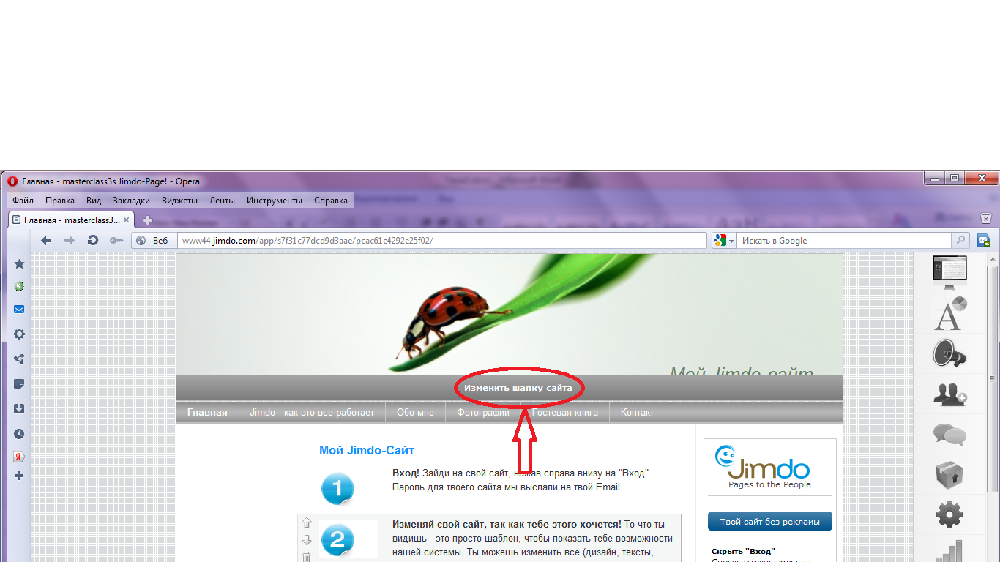 Главная - masterclass3s Jimdo-Page! - Opera
Файл Правка Вид Закладки Виджеты Ленты Инструменты Справка
Главная - masterclass3...
Веб www44.jimdo.com/app/s7f31c77dcd9d3aae/pcac61e4292e25f02/ Искать в Google
Мой Jimdo-сайт
Изменить шапку сайта
Главная Jimdo - как это все работает Обо мне Фотографии Гостевая книга Контакт
Мой Jimdo-Сайт
1
Вход! Зайди на свой сайт, нажав справа внизу на "Вход".
Пароль для твоего сайта мы выслали на твой Email.
2
Изменяй свой сайт, так как тебе этого хочется! То что ты
видишь - это просто шаблон, чтобы показать тебе возможности
нашей системы. Ты можешь изменить все (дизайн, тексты,
Jimdo
Pages to the People
Твой сайт без рекламы
Скрыть "Вход"
Спрячь ссылку входа на